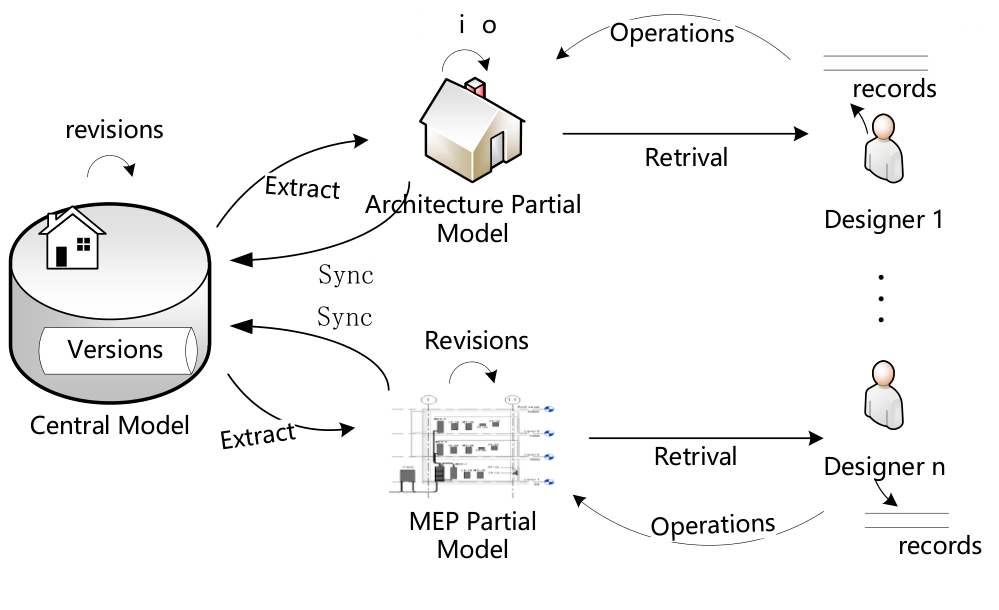 i o
Operations
records
revisions
Retrival
Extract
Architecture Partial
Model
Designer 1
Sync
Sync
Revisions
Versions
Central Model
Extract
Retrival
Designer n
MEP Partial
Model
Operations
records